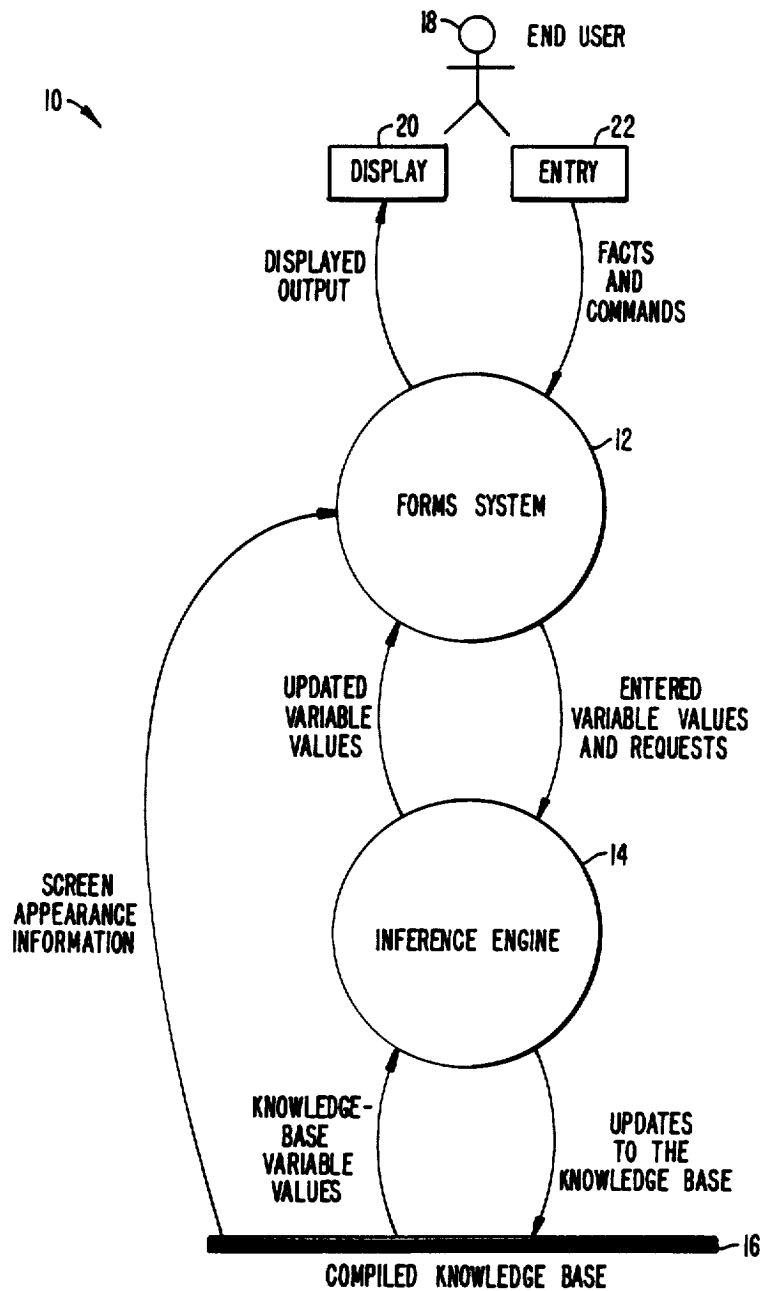 18
END USER
10
20
22
DISPLAY
ENTRY
DISPLAYED
OUTPUT
FACTS
AND
COMMANDS
12
FORMS SYSTEM
UPDATED
VARIABLE
VALUES
ENTERED
VARIABLE VALUES
AND REQUESTS
14
SCREEN
APPEARANCE
INFORMATION
INFERENCE ENGINE
KNOWLEDGE-
BASE
VARIABLE
VALUES
UPDATES
TO THE
KNOWLEDGE BASE
16
COMPILED KNOWLEDGE BASE